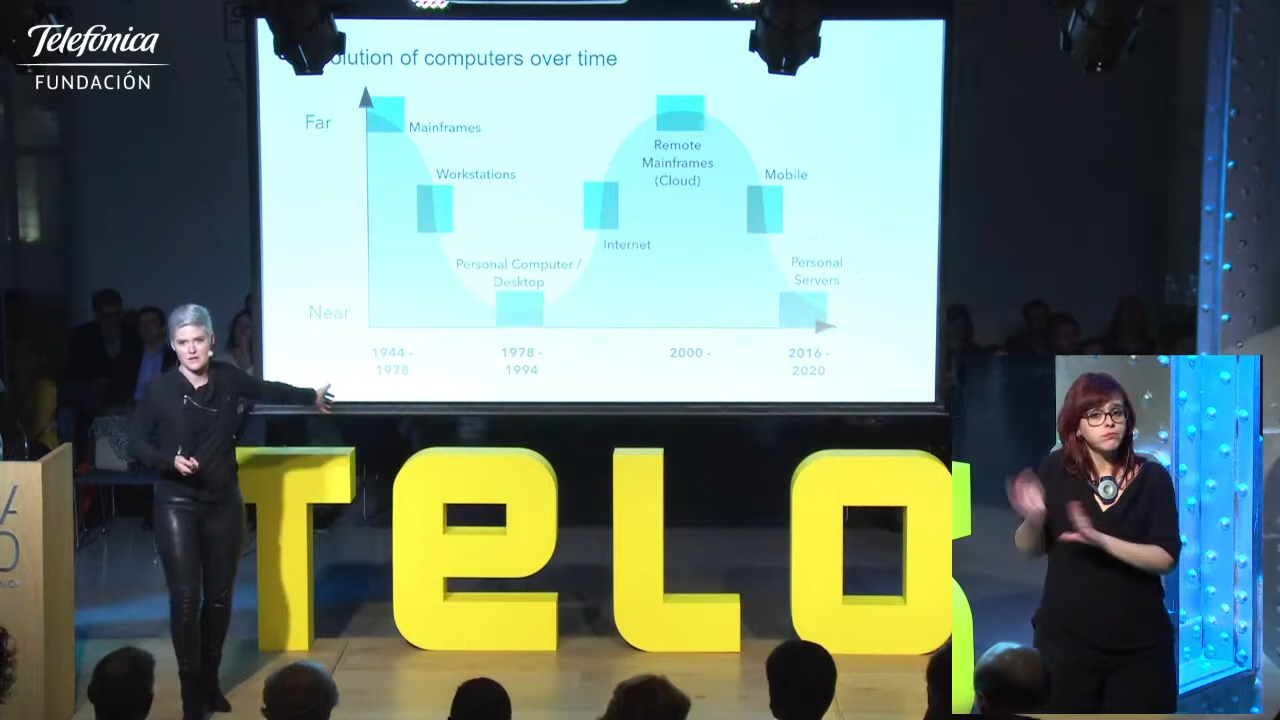 Telefónica
FUNDACIÓN
olution of computers over time
Far
Mainframes
Workstations
Remote
Mainframes
(Cloud)
Mobile
Internet
Personal Computer /
Desktop
Personal
Servers
Near
1944 -
1978
1978 -
1994
2000 -
2016 -
2020
TeLO